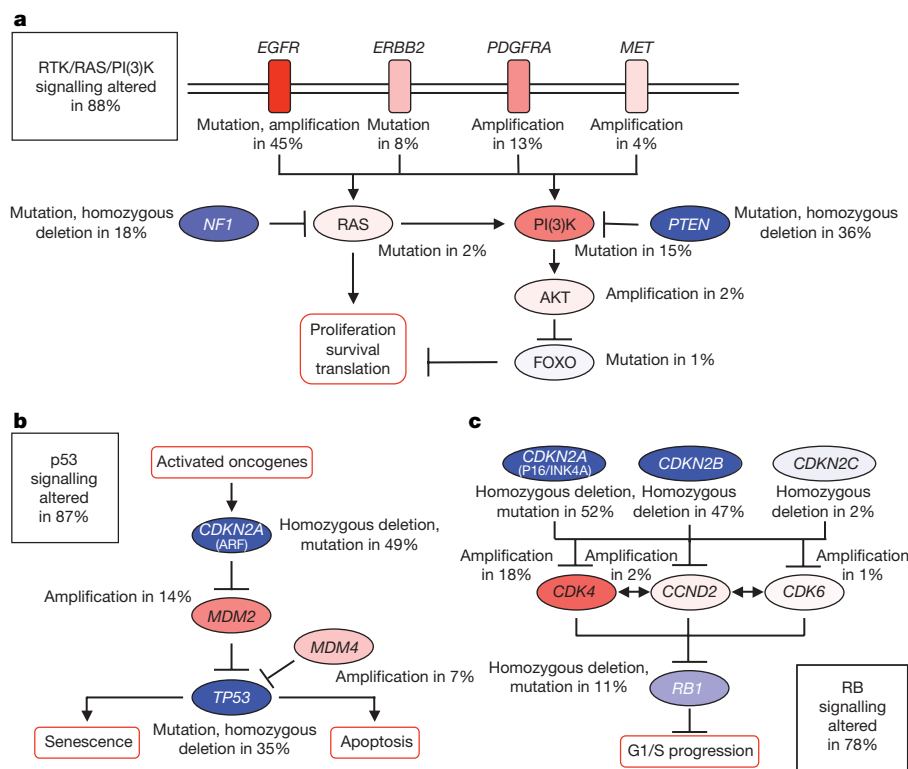 a
RTK/RAS/PI(3)K
signalling altered
in 88%
EGFR
ERBB2
PDGFRA
MET
Mutation, amplification
in 45%
Mutation
in 8%
Amplification
in 13%
Amplification
in 4%
Mutation, homozygous
deletion in 18%
NF1
RAS
PI(3)K
PTEN
Mutation, homozygous
deletion in 36%
Mutation in 2%
Mutation in 15%
AKT
Amplification in 2%
Proliferation
survival
translation
FOXO
Mutation in 1%
b
p53
signalling
altered
in 87%
Activated oncogenes
CDKN2A
(ARF)
Homozygous deletion,
mutation in 49%
Amplification in 14%
MDM2
MDM4
Amplification in 7%
TP53
Senescence
Mutation, homozygous
deletion in 35%
Apoptosis
c
CDKN2A
(P16/INK4A)
CDKN2B
CDKN2C
Homozygous deletion,
mutation in 52%
Homozygous
deletion in 47%
Homozygous
deletion in 2%
Amplification
in 18%
Amplification
in 2%
Amplification
in 1%
CDK4
CCND2
CDK6
Homozygous deletion,
mutation in 11%
RB1
G1/S progression
RB
signalling
altered
in 78%